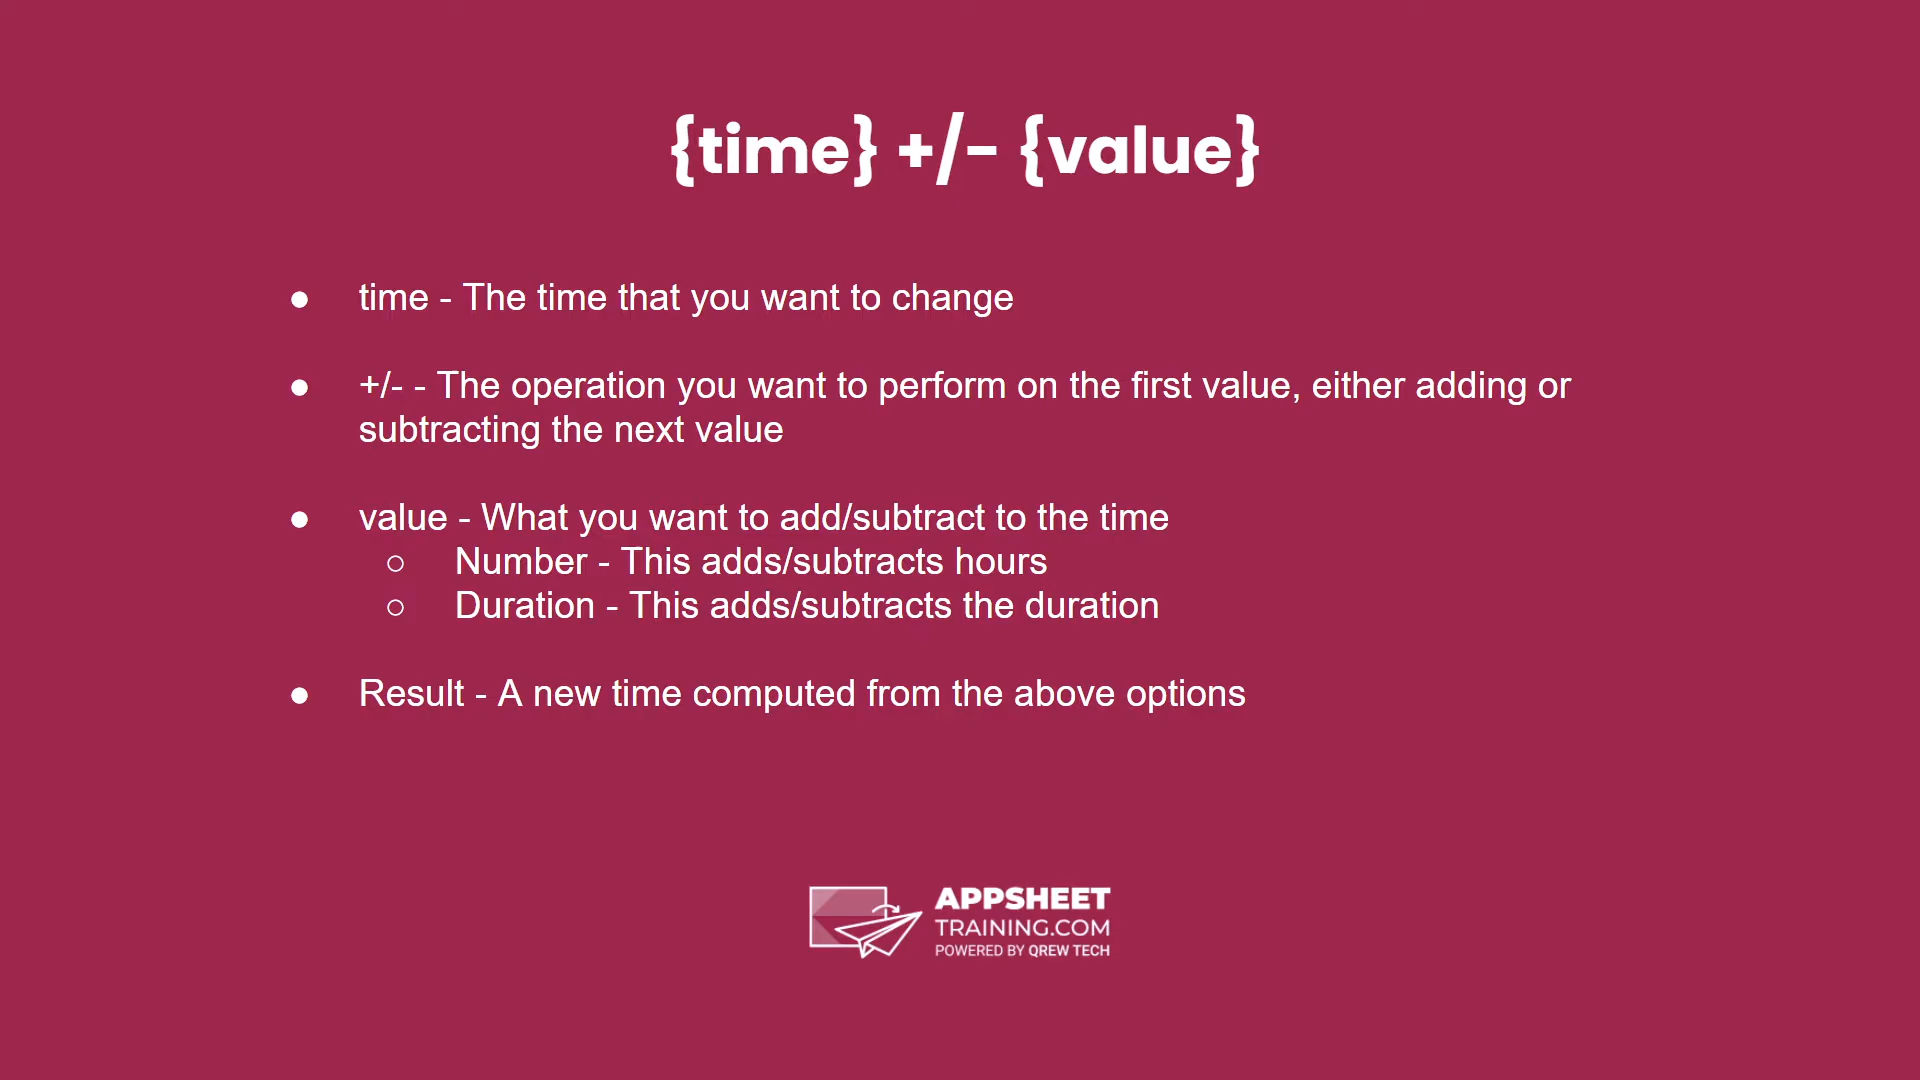 {time} +/- {value}
● time - The time that you want to change
● +/- - The operation you want to perform on the first value, either adding or
subtracting the next value
● value - What you want to add/subtract to the time
○ Number - This adds/subtracts hours
○ Duration - This adds/subtracts the duration
● Result - A new time computed from the above options
APPSHEET
TRAINING.COM
POWERED BY QREW TECH